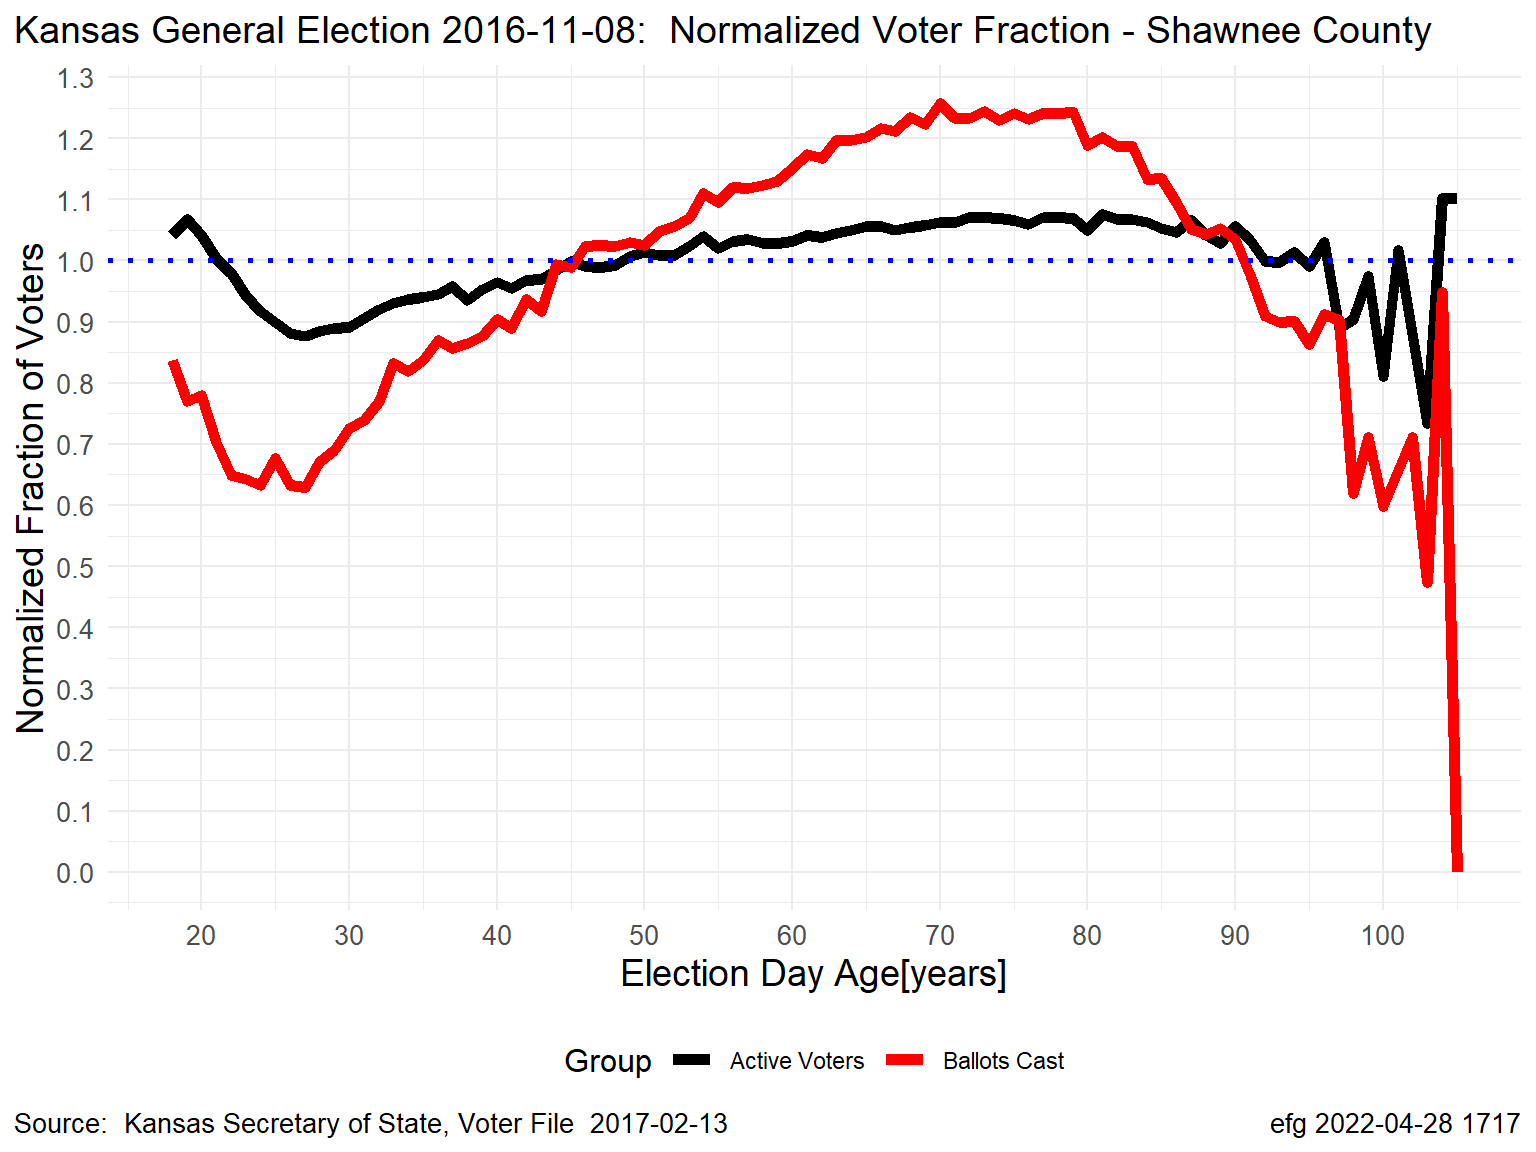 Kansas General Election 2016-11-08:  Normalized Voter Fraction - Shawnee County
Normalized Fraction of Voters
1.3
1.2
1.1
1.0
0.9
0.8
0.7
0.6
0.5
0.4
0.3
0.2
0.1
0.0
20 30 40 50 60 70 80 90 100
Election Day Age[years]
Group Active Voters Ballots Cast
Source:  Kansas Secretary of State, Voter File  2017-02-13 efg 2022-04-28 1717